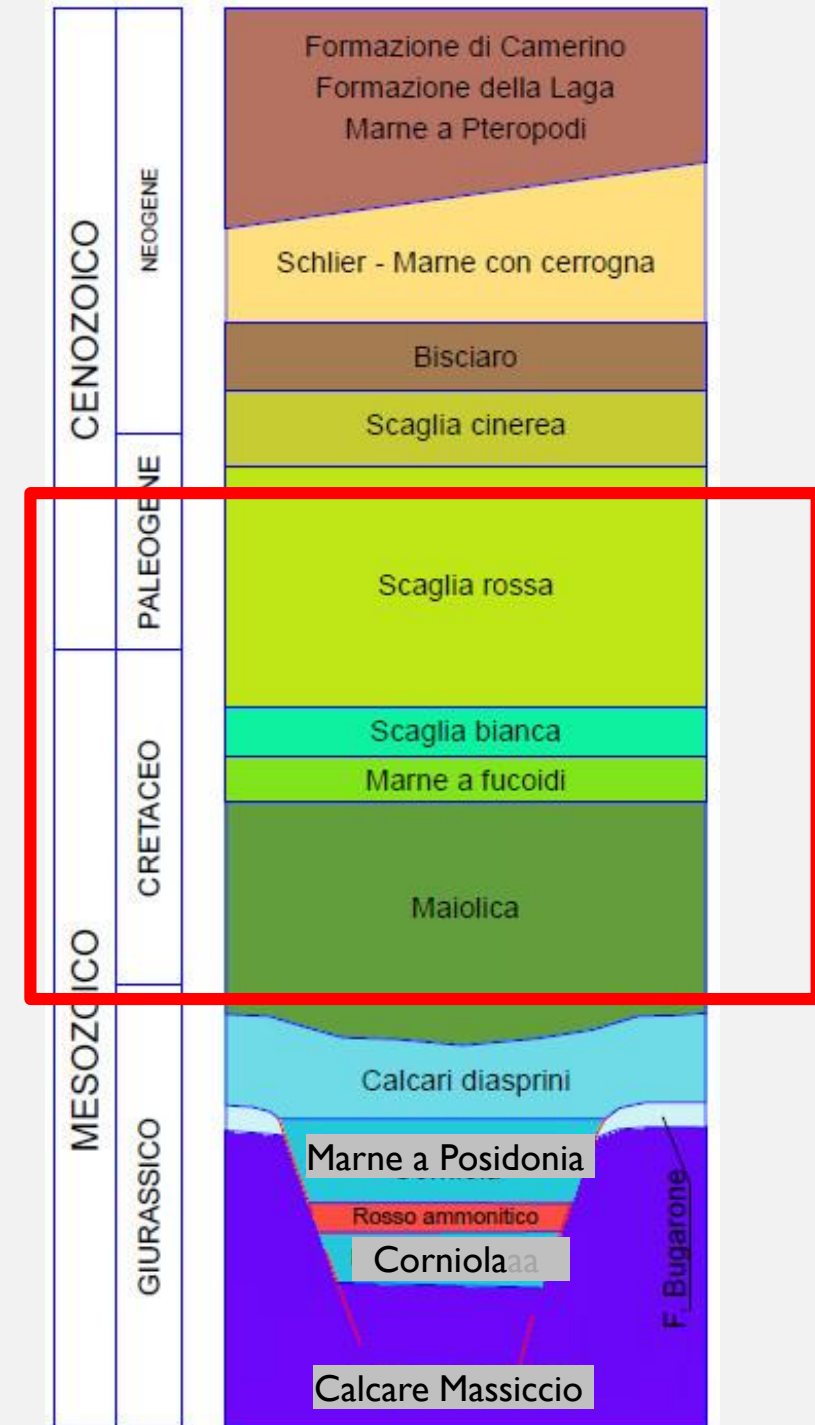 CENOZOICO
NEOGENE
PALEOGENE
MESOZOICO
CRETACEO
GIURASSICO
Formazione di Camerino
Formazione della Laga
Marne a Pteropodi
Schlier - Marne con cerrogna
Bisciaro
Scaglia cinerea
Scaglia rossa
Scaglia bianca
Marne a fucoidi
Maiolica
Calcari diasprini
Marne a Posidonia
Rosso ammonitico
Corniolaaa
F. Bugarone
Calcare Massiccio